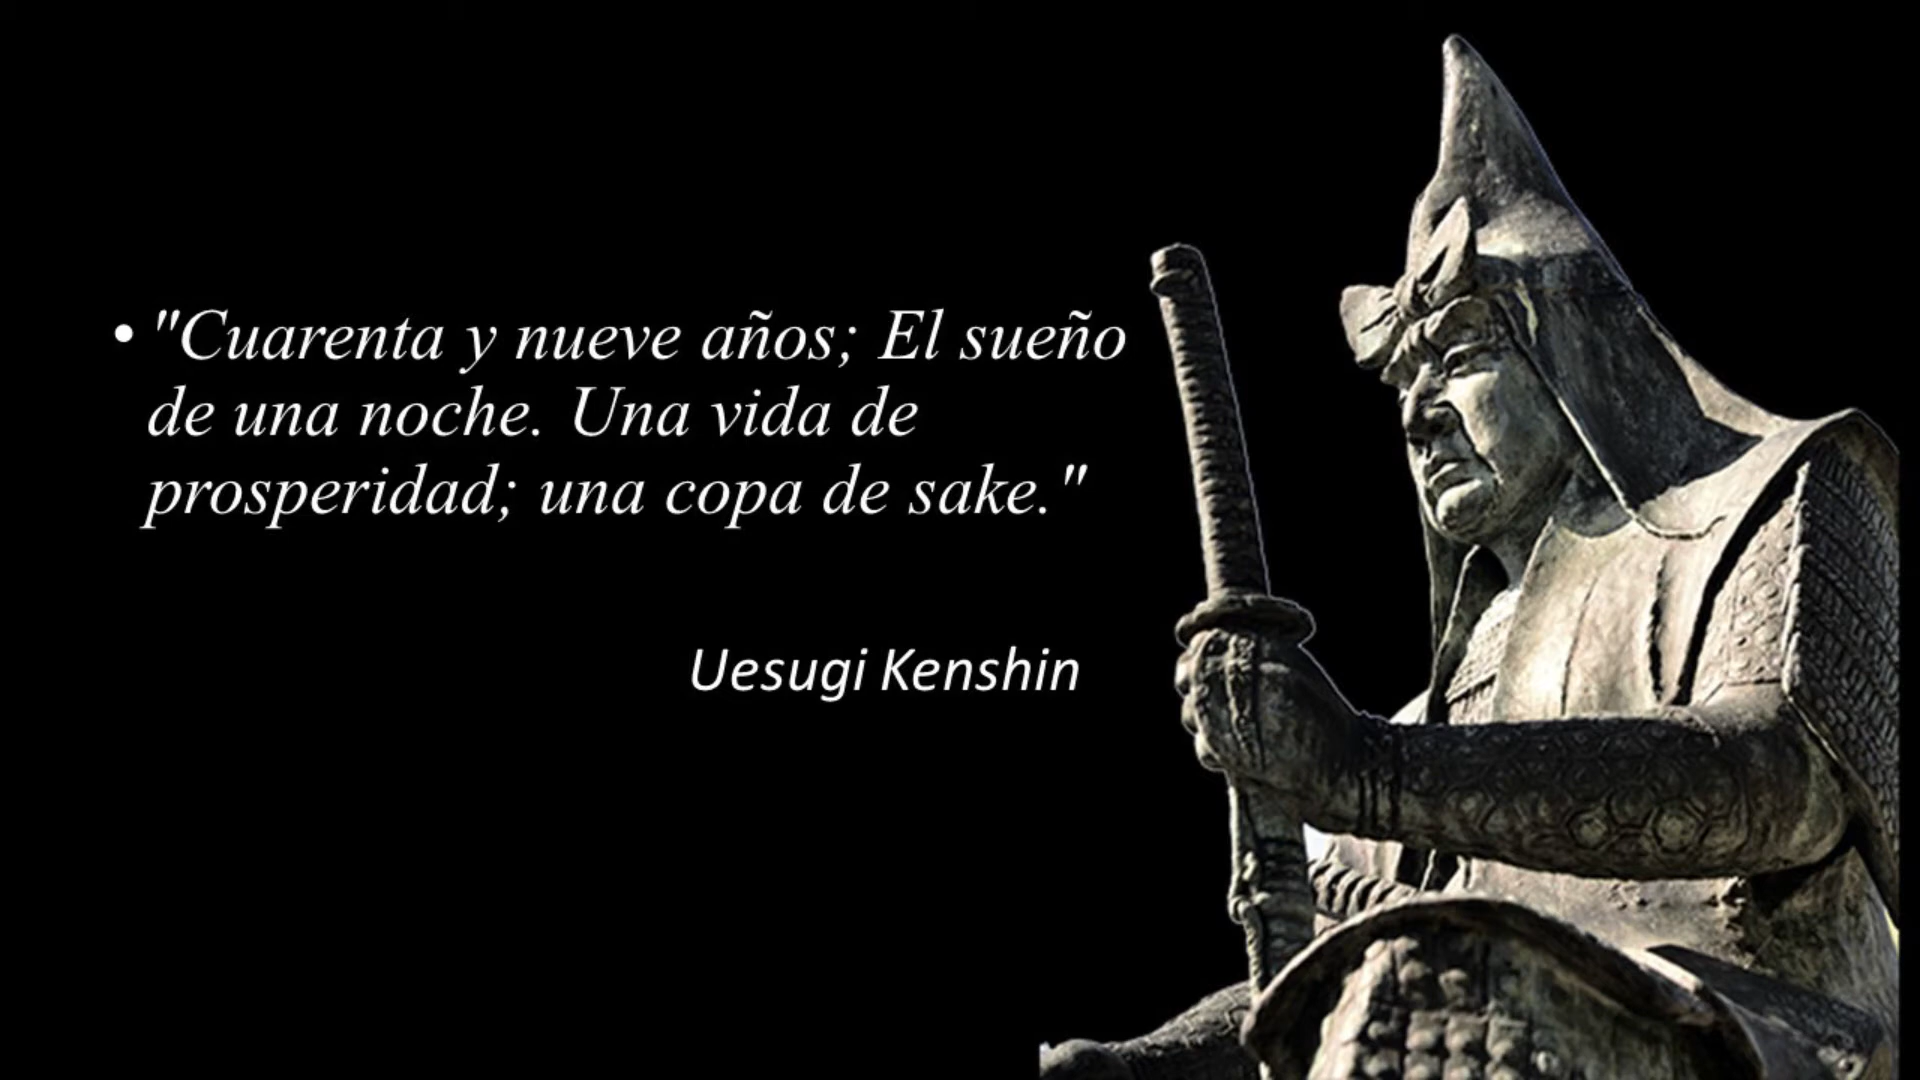 • "Cuarenta y nueve años; El sueño
de una noche. Una vida de
prosperidad; una copa de sake."
Uesugi Kenshin